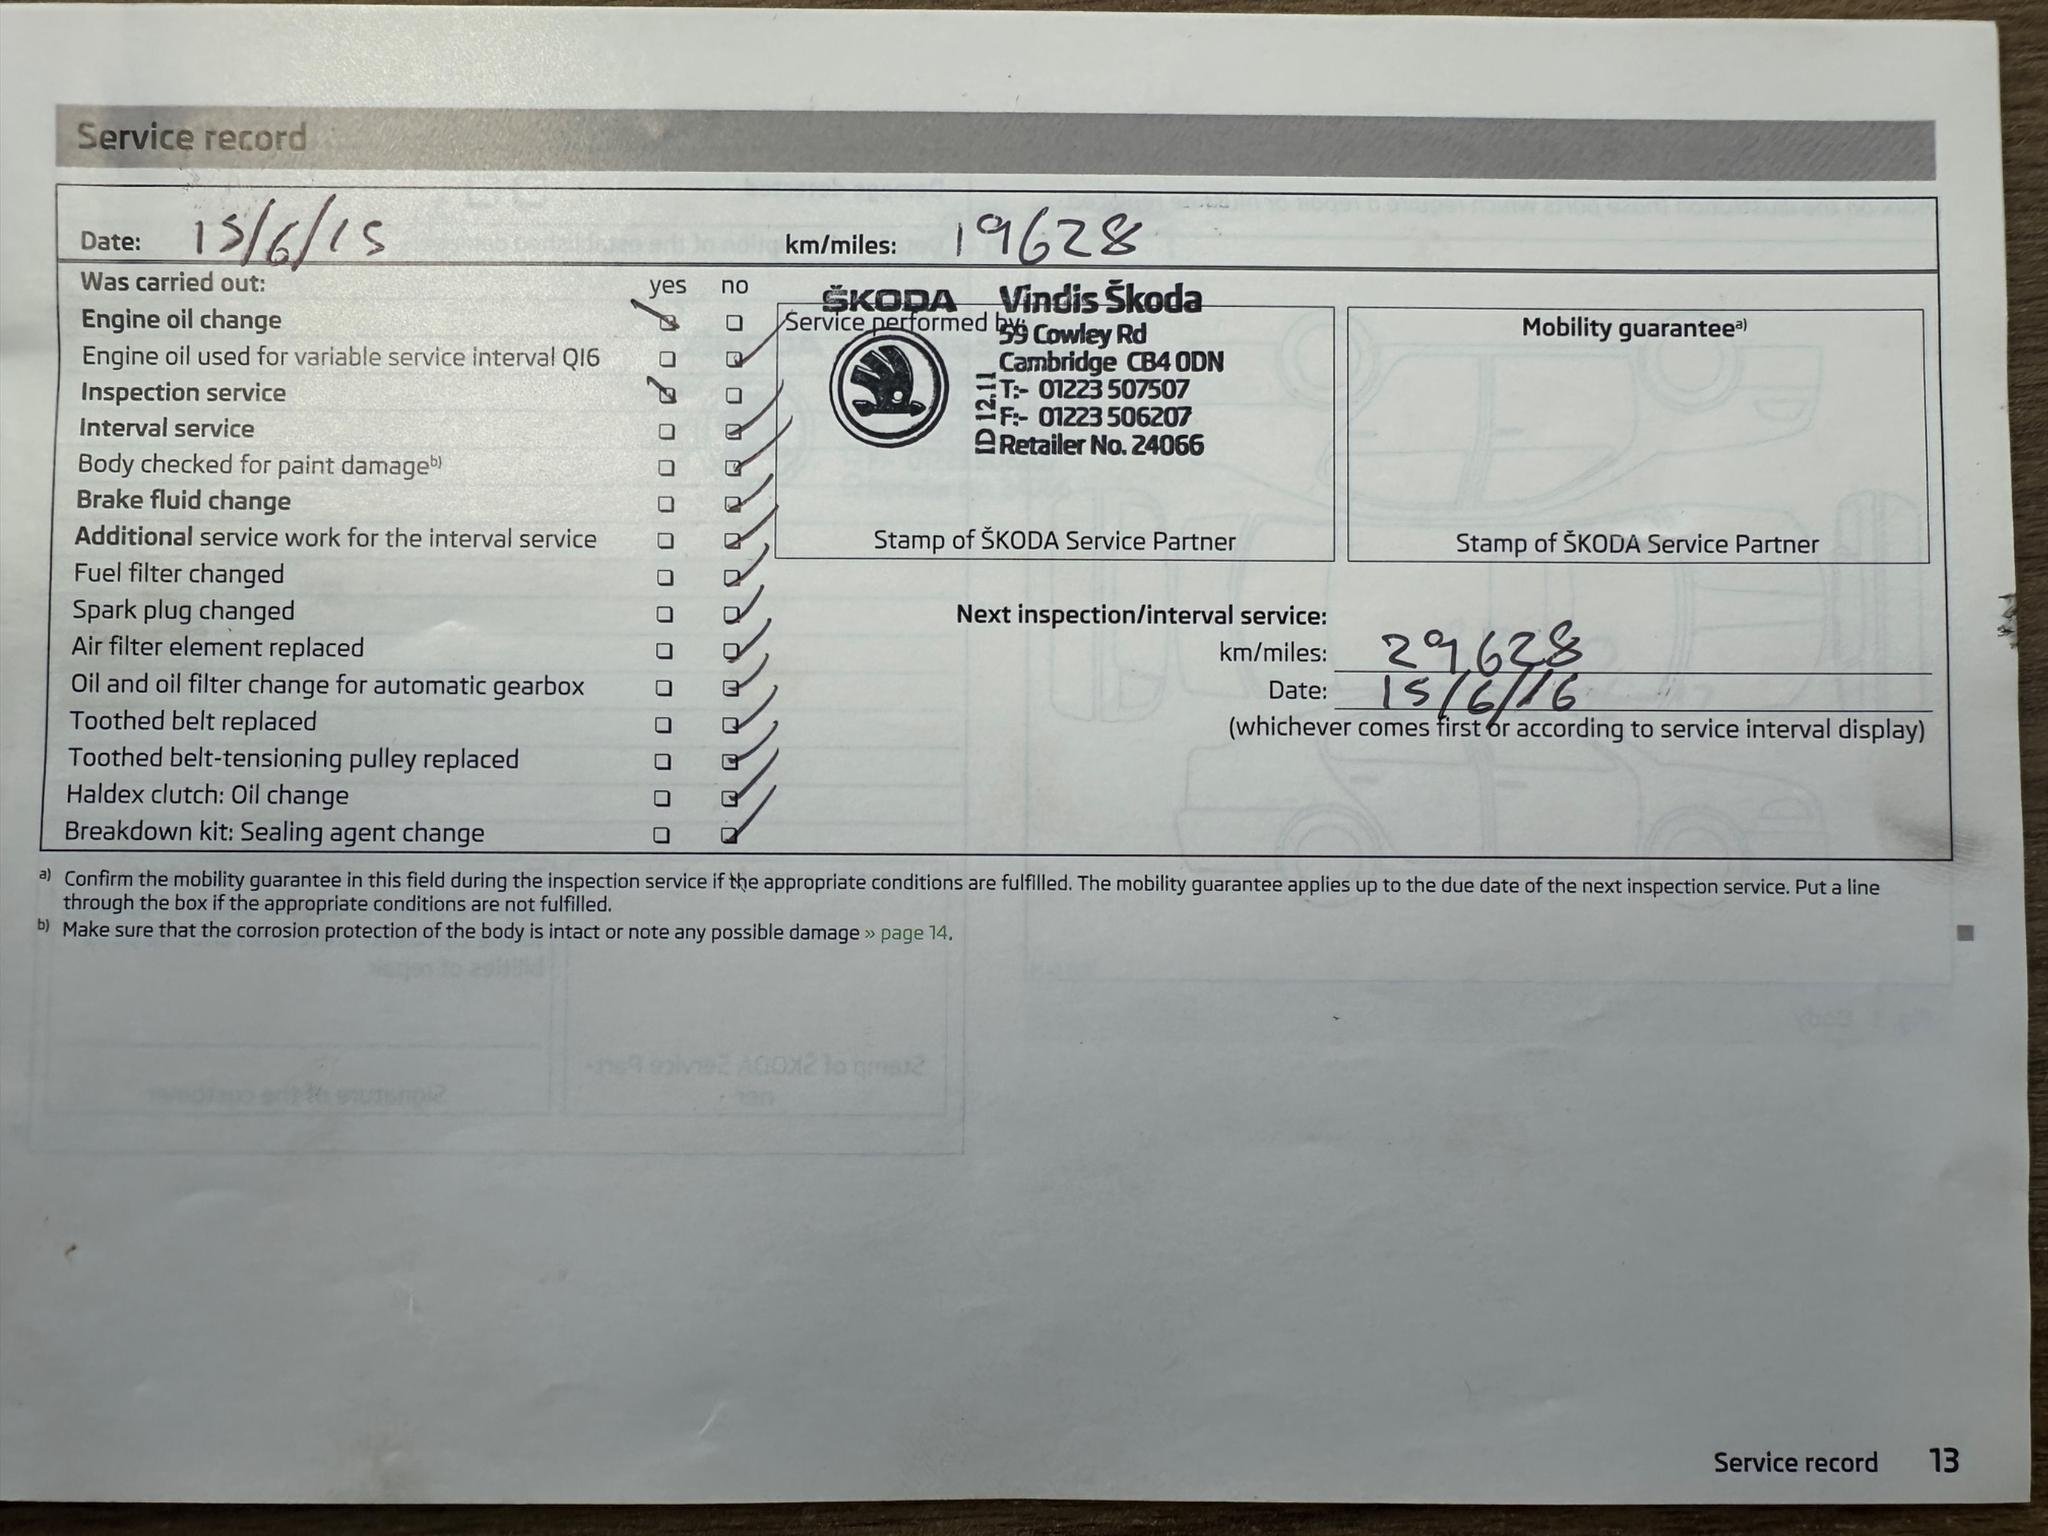 Service record
Date: 15/6/15 km/miles: 19628
Was carried out: yes no
Engine oil change
Engine oil used for variable service interval QI6
Inspection service
Interval service
Body checked for paint damage b)
Brake fluid change
Additional service work for the interval service
Fuel filter changed
Spark plug changed
Air filter element replaced
Oil and oil filter change for automatic gearbox
Toothed belt replaced
Toothed belt-tensioning pulley replaced
Haldex clutch: Oil change
Breakdown kit: Sealing agent change
Service performed by:
ŠKODA
Vindis Škoda
59 Cowley Rd
Cambridge CB4 0DN
T:- 01223 507507
F:- 01223 506207
Retailer No. 24066
ID 12.11
Stamp of ŠKODA Service Partner
Mobility guarantee a)
Stamp of ŠKODA Service Partner
Next inspection/interval service:
km/miles: 29628
Date: 15/6/16
(whichever comes first or according to service interval display)
a) Confirm the mobility guarantee in this field during the inspection service if the appropriate conditions are fulfilled. The mobility guarantee applies up to the due date of the next inspection service. Put a line
through the box if the appropriate conditions are not fulfilled.
b) Make sure that the corrosion protection of the body is intact or note any possible damage » page 14.
Service record 13